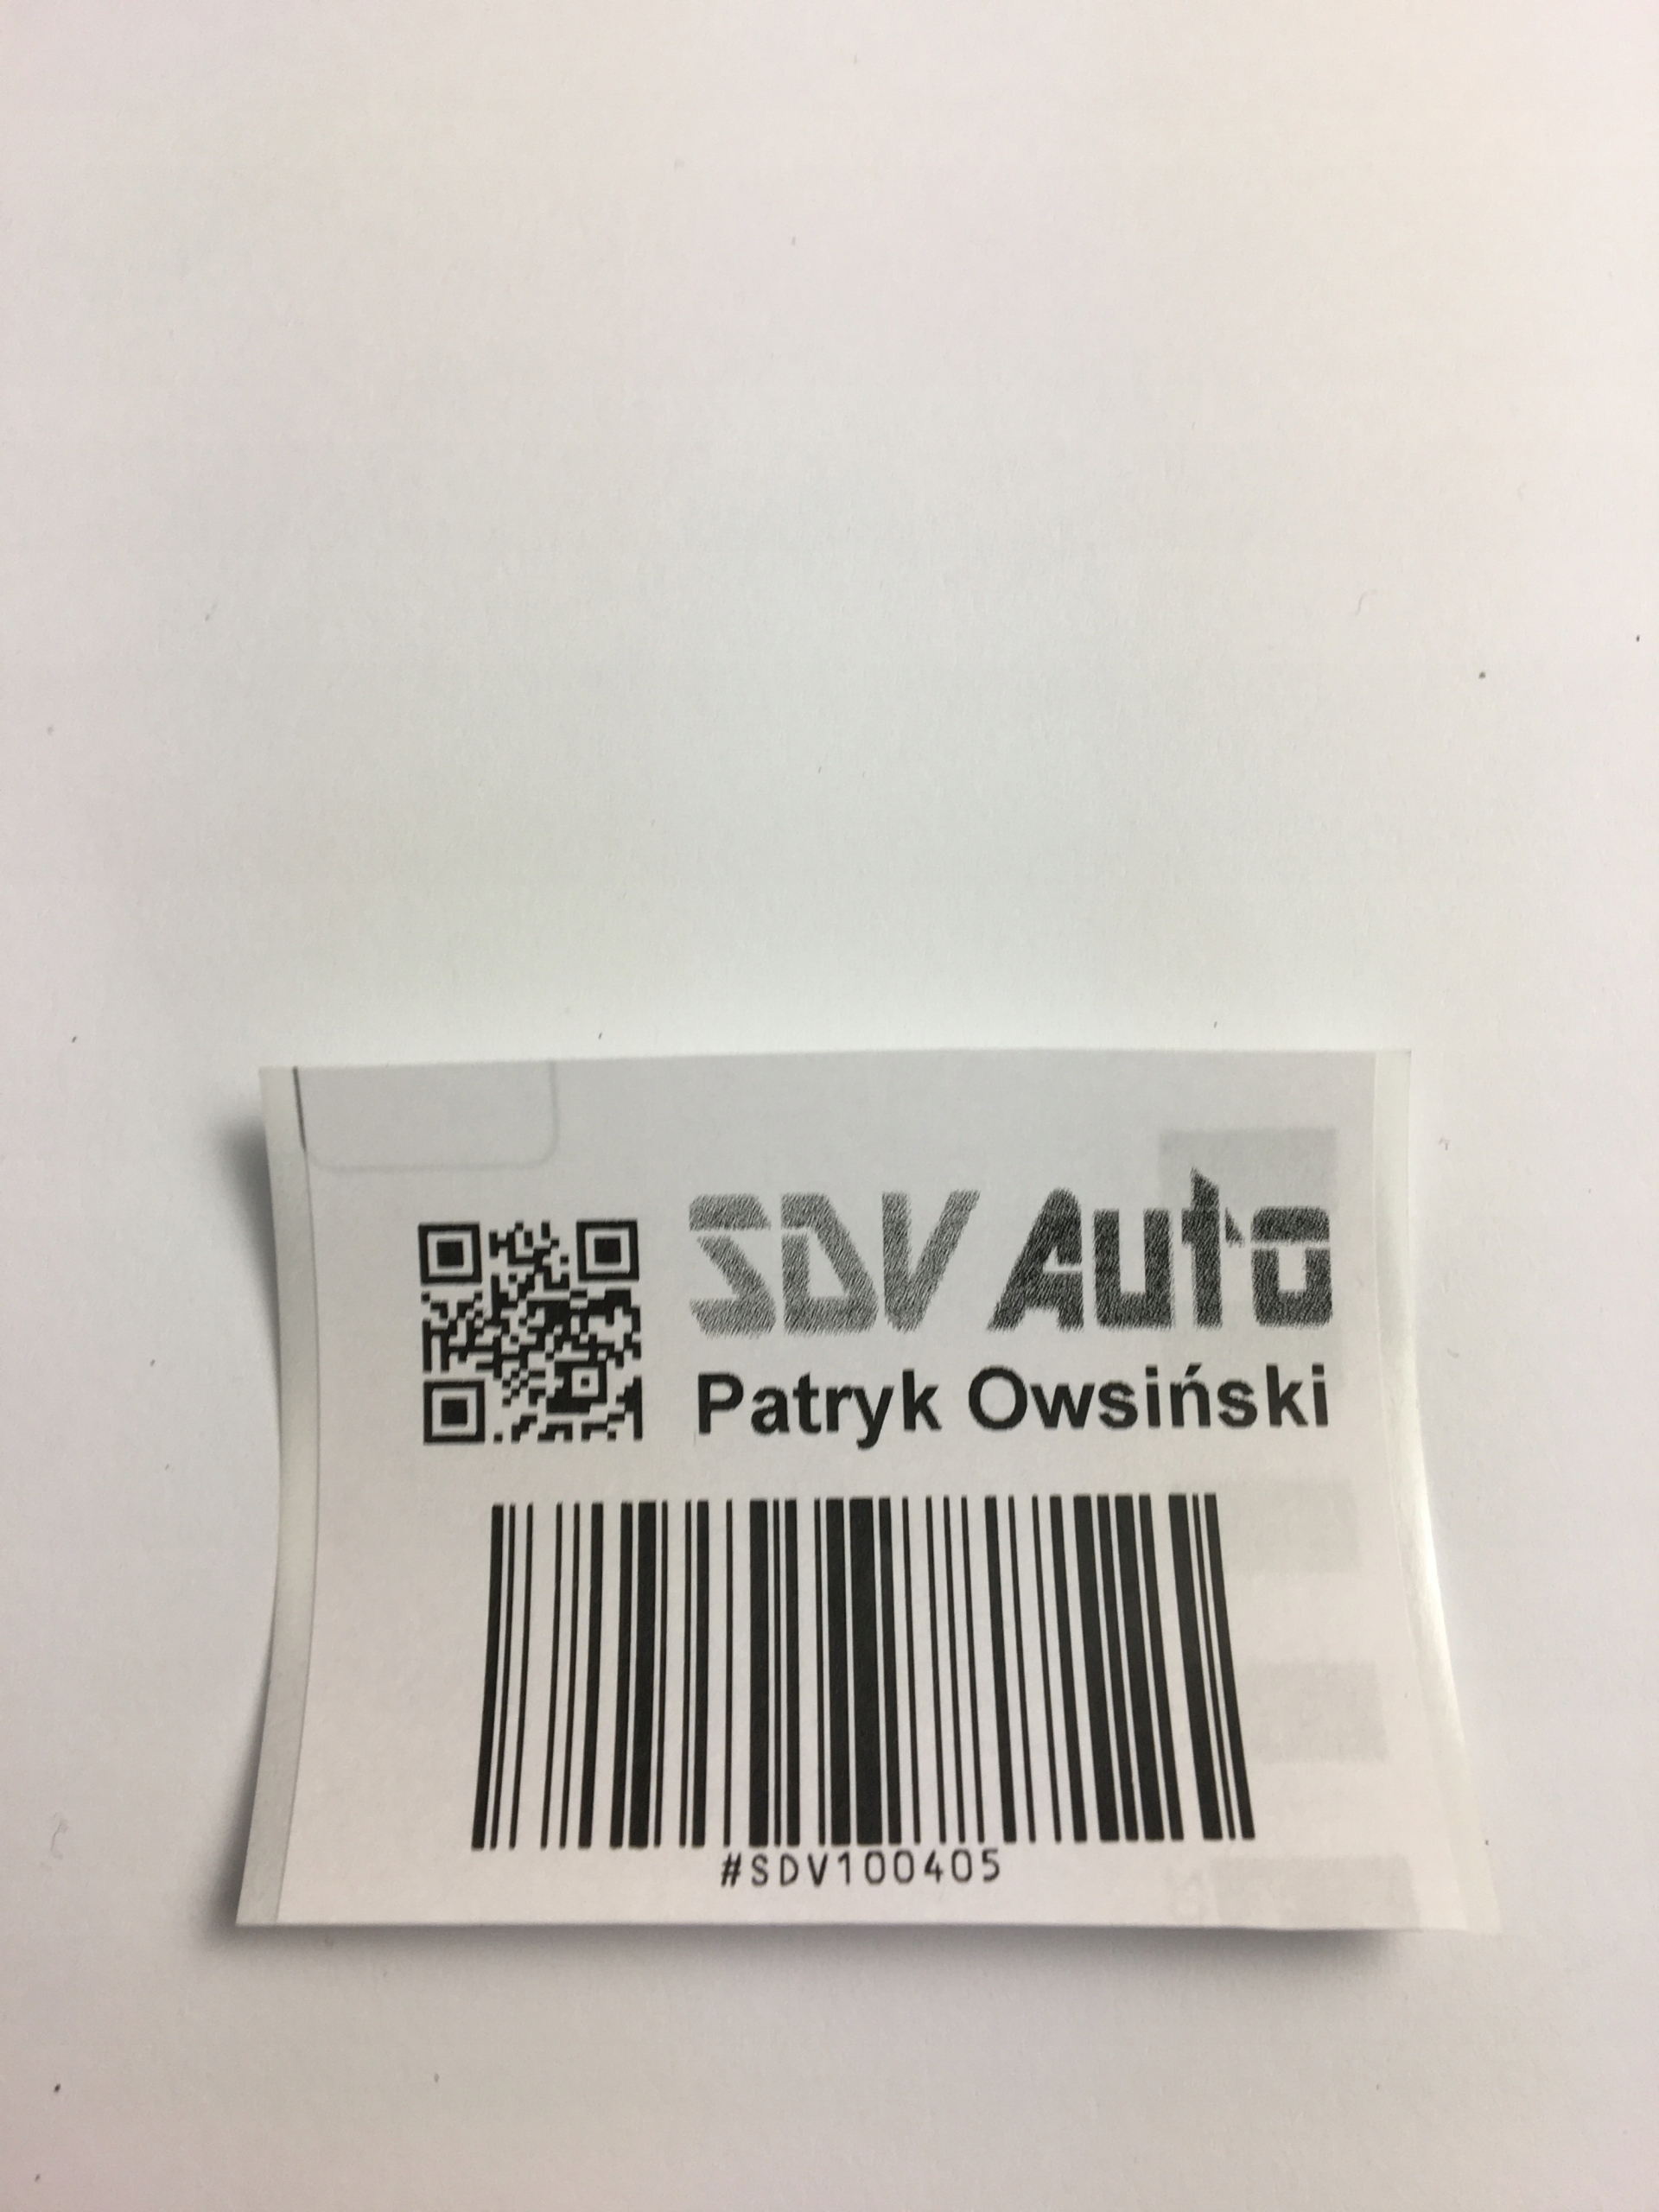 SDV Auto
Patryk Owsiński
#SDV100405